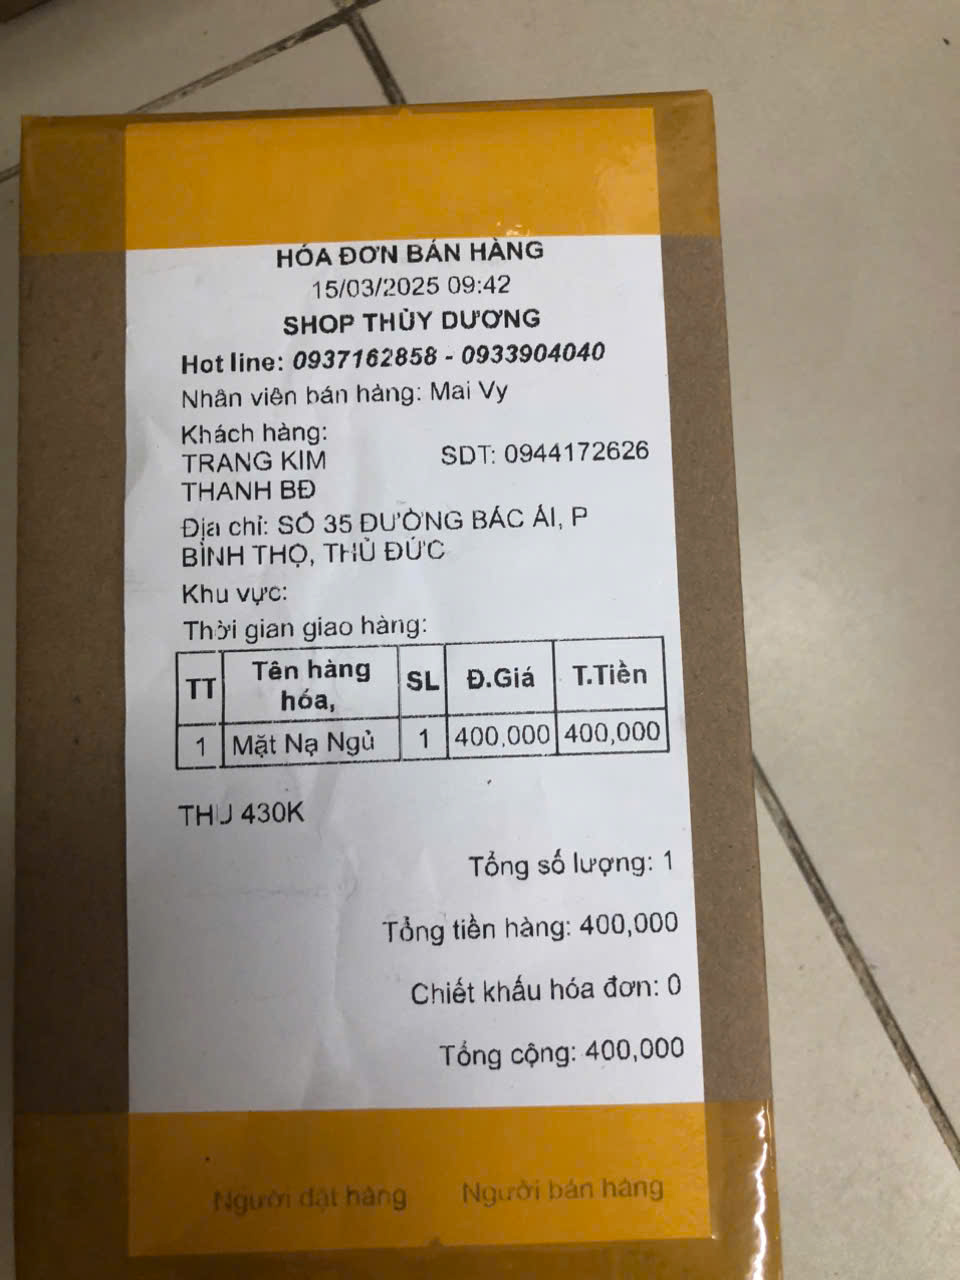 HÓA ĐƠN BÁN HÀNG
15/03/2025 09:42
SHOP THÙY DƯƠNG
Hot line: 0937162858 - 0933904040
Nhân viên bán hàng: Mai Vy
Khách hàng:
TRANG KIM THANH BĐ SDT: 0944172626
Địa chỉ: SỐ 35 ĐƯỜNG BÁC ÁI, P
BÌNH THỌ, THỦ ĐỨC
Khu vực:
Thời gian giao hàng:
TT Tên hàng hóa, SL Đ.Giá T.Tiền
1 Mặt Nạ Ngủ 1 400,000 400,000
THU 430K
Tổng số lượng: 1
Tổng tiền hàng: 400,000
Chiết khấu hóa đơn: 0
Tổng cộng: 400,000
Người đặt hàng Người bán hàng